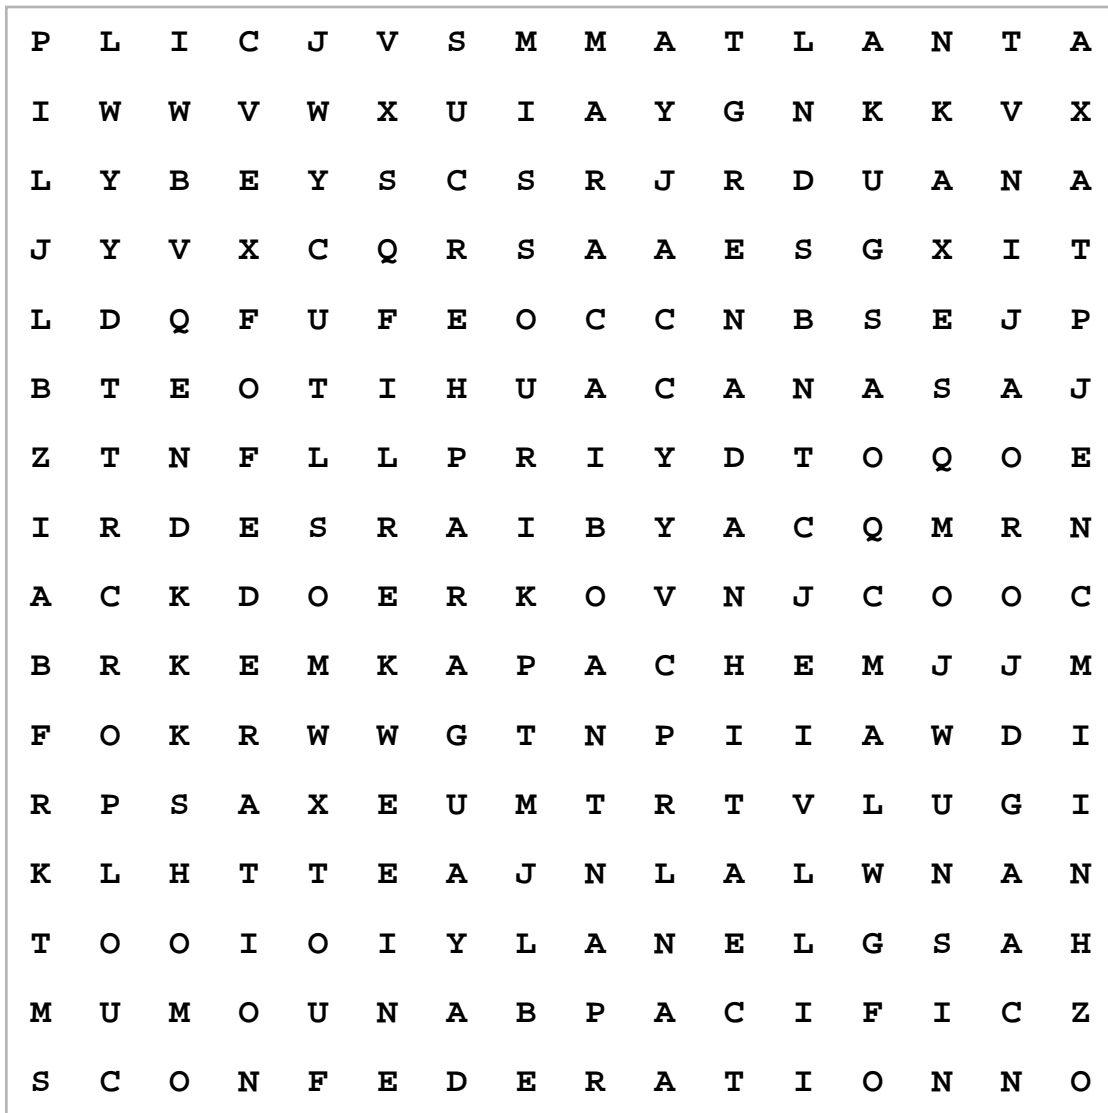 P L I C J V S M M A T L A N T A
I W W V W X U I A Y G N K K V X
L Y B E Y S C S R J R D U A N A
J Y V X C Q R S A A E S G X I T
L D Q F U F E O C C N B S E J P
B T E O T I H U A C A N A S A J
Z T N F L L P R I Y D T O Q O E
I R D E S R A I B Y A C Q M R N
A C K D O E R K O V N J C O O C
B R K E M K A P A C H E M J J M
F O K R W W G T N P I I A W D I
R P S A X E U M T R T V L U G I
K L H T T E A J N L A L W N A N
T O O I O I Y L A N E L G S A H
M U M O U N A B P A C I F I C Z
S C O N F E D E R A T I O N N O